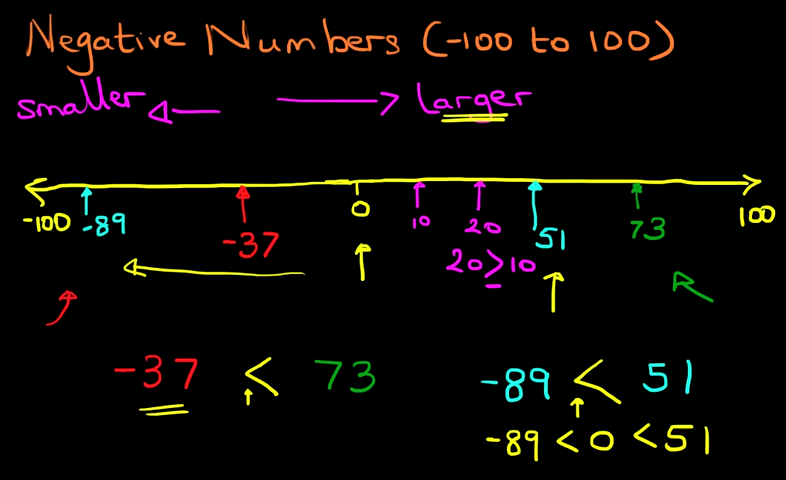 Negative Numbers (-100 to 100)
smaller larger
0
-100 -89 -37 10 20 51 73 100
20 > 10
-37 < 73 -89 < 51
-89 < 0 < 51